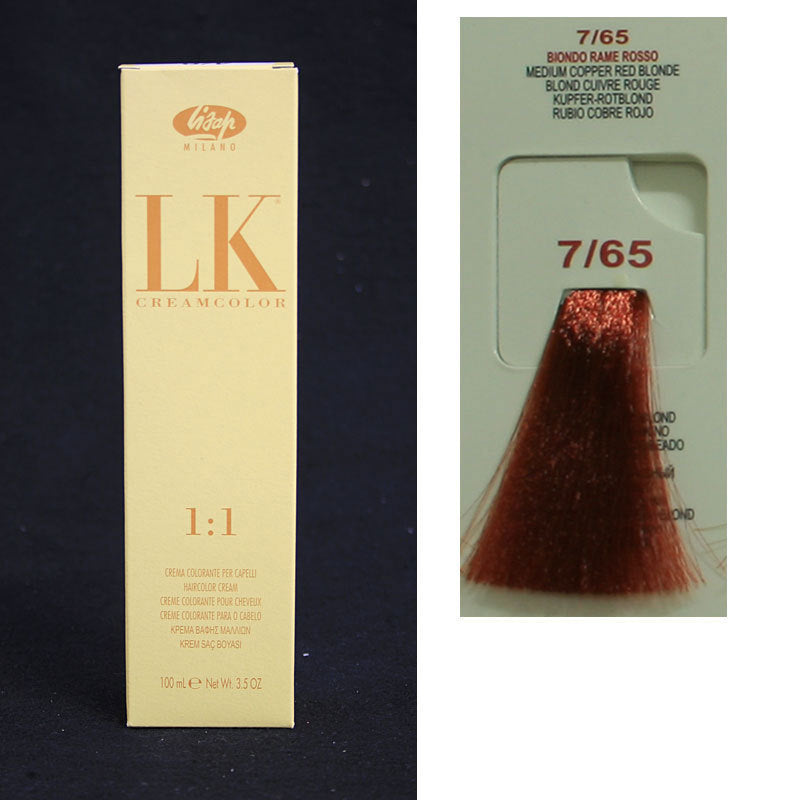 lisap
MILANO
LK®
CREAMCOLOR
1:1
CREMA COLORANTE PER CAPELLI
HAIRCOLOR CREAM
CREME COLORANTE POUR CHEVEUX
CREME COLORANTE PARA O CABELO
ΚΡΕΜΑ ΒΑΦΗΣ ΜΑΛΛΙΩΝ
KREM SAÇ BOYASI
100 mL ℮ Net Wt. 3.5 OZ
7/65
BIONDO RAME ROSSO
MEDIUM COPPER RED BLONDE
BLOND CUIVRE ROUGE
KUPFER-ROTBLOND
RUBIO COBRE ROJO
7/65